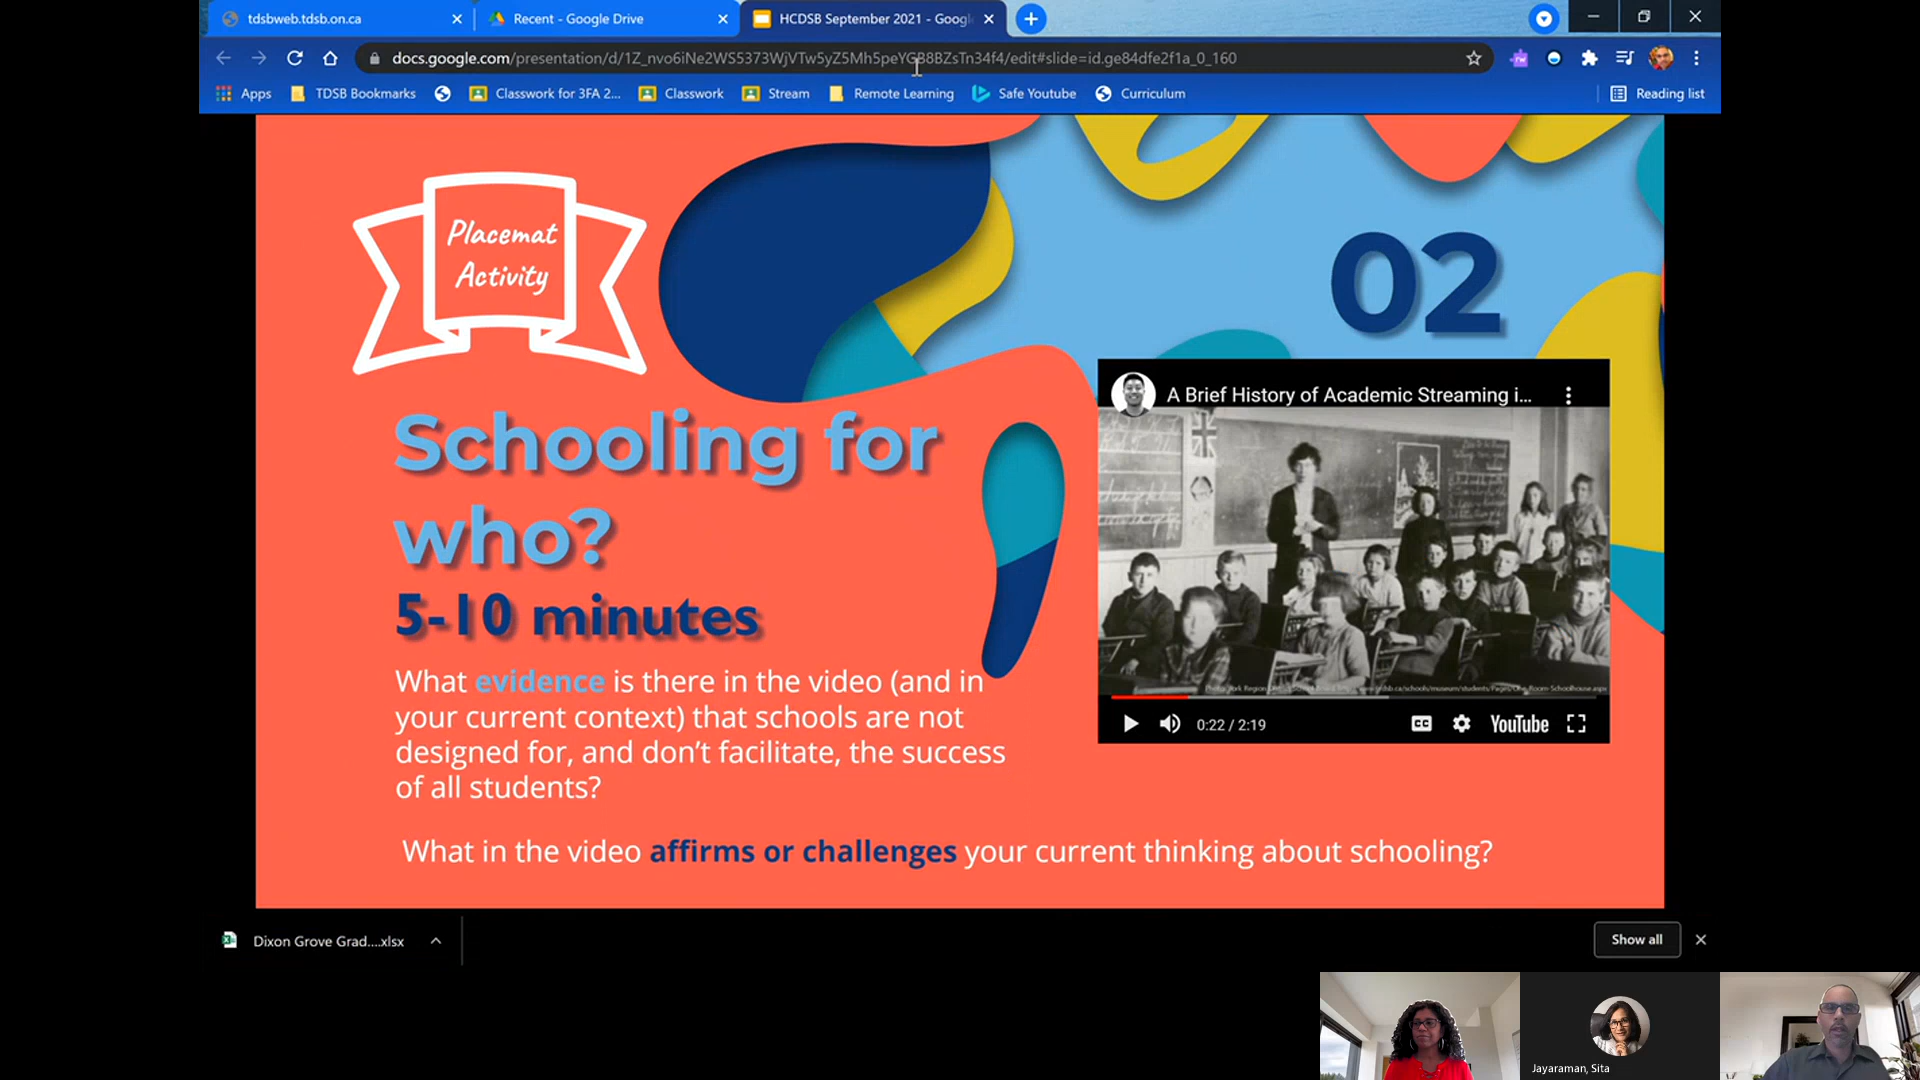 tdsbweb.tdsb.on.ca
Recent - Google Drive
HCDSB September 2021 - Googl
docs.google.com/presentation/d/1Z_nvo6iNe2WS5373WjVTw5yZ5Mh5peYGB8BZsTn34f4/edit#slide=id.ge84dfe2f1a_0_160
Apps
TDSB Bookmarks
Classwork for 3FA 2...
Classwork
Stream
Remote Learning
Safe Youtube
Curriculum
Reading list
Placemat
Activity
02
A Brief History of Academic Streaming i...
Schooling for
who?
5-10 minutes
What evidence is there in the video (and in
your current context) that schools are not
designed for, and don't facilitate, the success
of all students?
0:22 / 2:19
CC
YouTube
What in the video affirms or challenges your current thinking about schooling?
Dixon Grove Grad....xlsx
Show all
Jayaraman, Sita